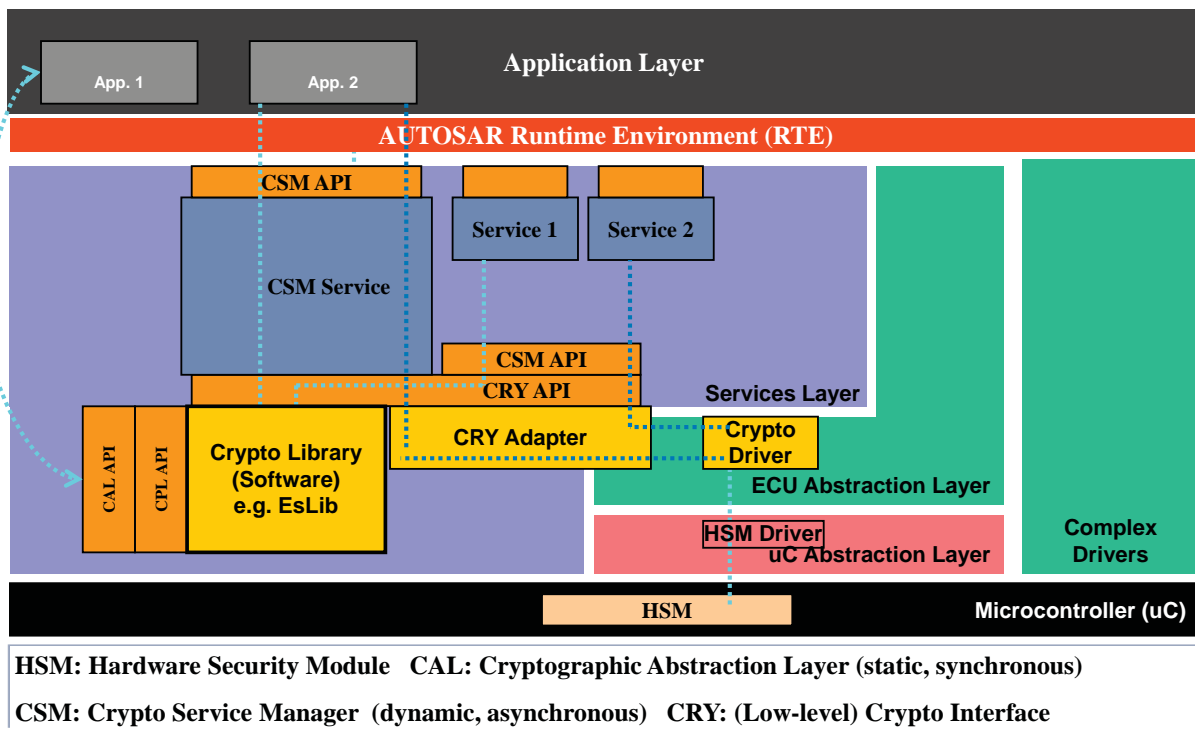 Application Layer
App. 1
App. 2
AUTOSAR Runtime Environment (RTE)
CSM API
Service 1
Service 2
CSM Service
CSM API
CRY API
Services Layer
CAL API
CPL API
Crypto Library
(Software)
e.g. EsLib
CRY Adapter
Crypto
Driver
ECU Abstraction Layer
HSM Driver
uC Abstraction Layer
Complex
Drivers
HSM
Microcontroller (uC)
HSM: Hardware Security Module CAL: Cryptographic Abstraction Layer (static, synchronous)
CSM: Crypto Service Manager (dynamic, asynchronous) CRY: (Low-level) Crypto Interface